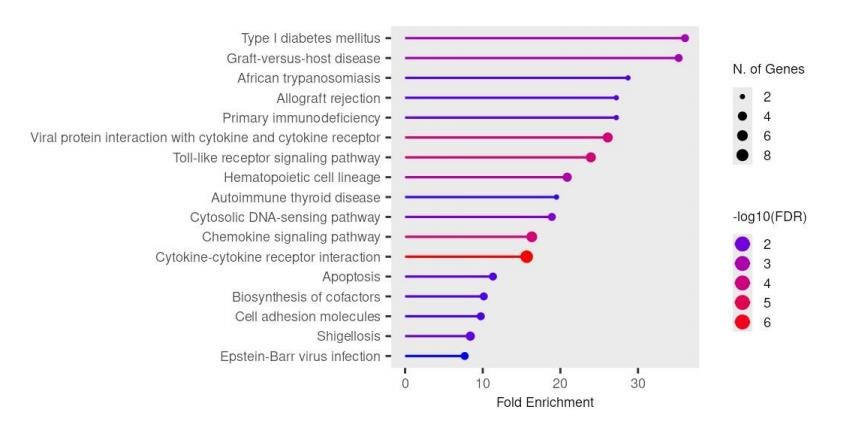 Type I diabetes mellitus
Graft-versus-host disease
African trypanosomiasis
Allograft rejection
Primary immunodeficiency
Viral protein interaction with cytokine and cytokine receptor
Toll-like receptor signaling pathway
Hematopoietic cell lineage
Autoimmune thyroid disease
Cytosolic DNA-sensing pathway
Chemokine signaling pathway
Cytokine-cytokine receptor interaction
Apoptosis
Biosynthesis of cofactors
Cell adhesion molecules
Shigellosis
Epstein-Barr virus infection
0 10 20 30
Fold Enrichment
N. of Genes
2
4
6
8
-log10(FDR)
2
3
4
5
6